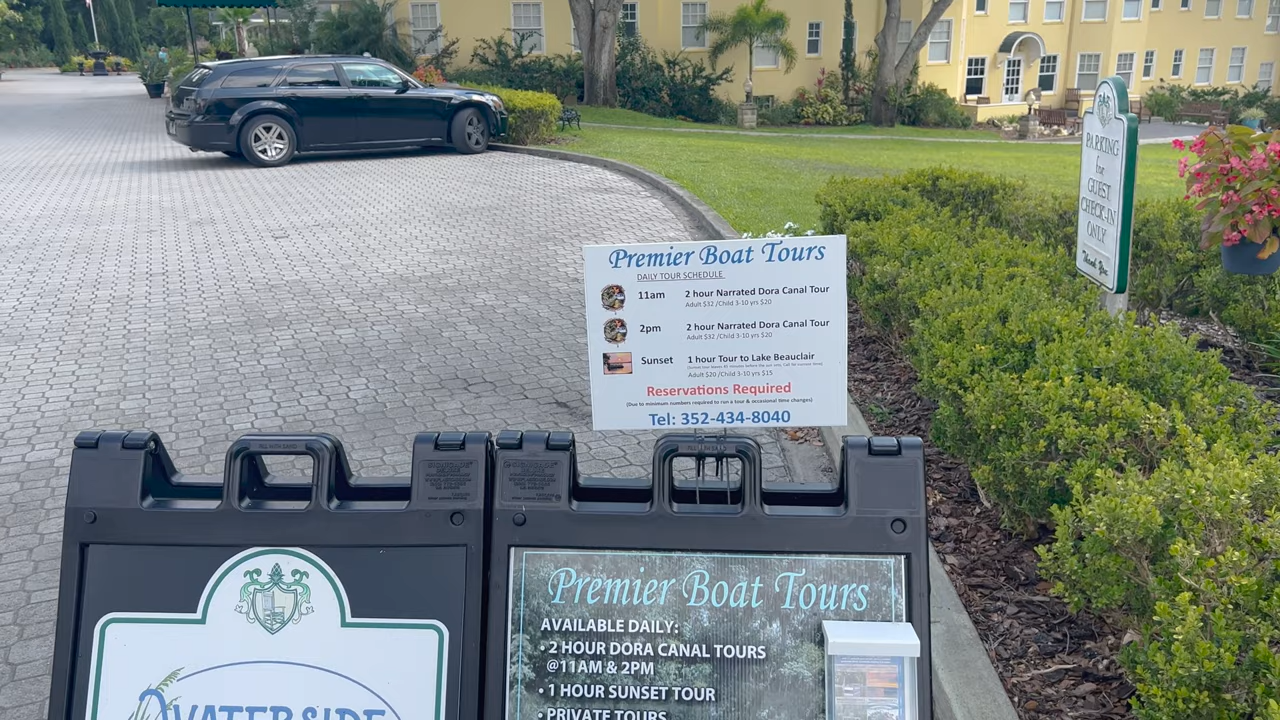 PARKING
for
GUEST
CHECK-IN
ONLY
Thank You
Premier Boat Tours
DAILY TOUR SCHEDULE
11am 2 hour Narrated Dora Canal Tour
Adult $32 /Child 3-10 yrs $20
2pm 2 hour Narrated Dora Canal Tour
Adult $32 /Child 3-10 yrs $20
Sunset 1 hour Tour to Lake Beauclair
Adult $20 /Child 3-10 yrs $15
Reservations Required
(Due to minimum numbers required to run a tour & occasional time changes)
Tel: 352-434-8040
WATERSIDE
Premier Boat Tours
AVAILABLE DAILY:
• 2 HOUR DORA CANAL TOURS
@11AM & 2PM
• 1 HOUR SUNSET TOUR
• PRIVATE TOURS